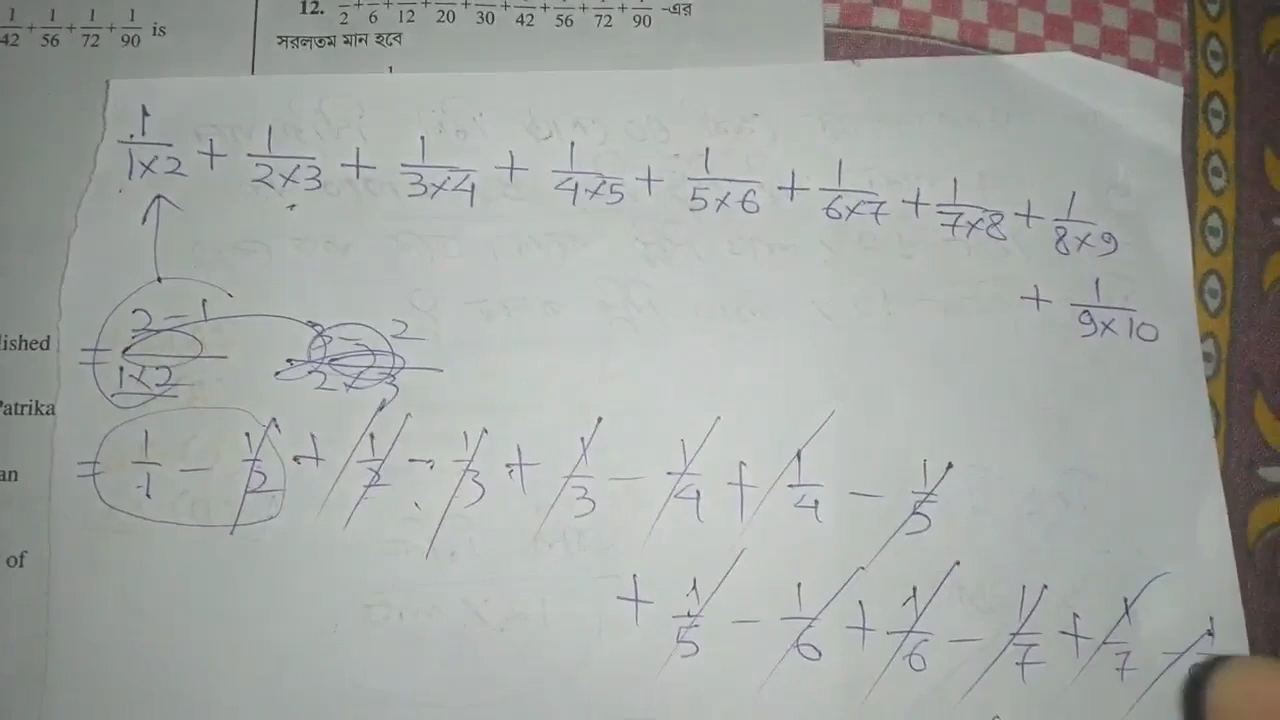 1/42 + 1/56 + 1/72 + 1/90 is
12. 1/2 + 1/6 + 1/12 + 1/20 + 1/30 + 1/42 + 1/56 + 1/72 + 1/90 -এর
সরলতম মান হবে
1
1/1×2 + 1/2×3 + 1/3×4 + 1/4×5 + 1/5×6 + 1/6×7 + 1/7×8 + 1/8×9
+ 1/9×10
lished
= 2-1/1×2
Patrika
= 1/1 - 1/2 + 1/2 - 1/3 + 1/3 - 1/4 + 1/4 - 1/5
an
of
+ 1/5 - 1/6 + 1/6 - 1/7 + 1/7 -